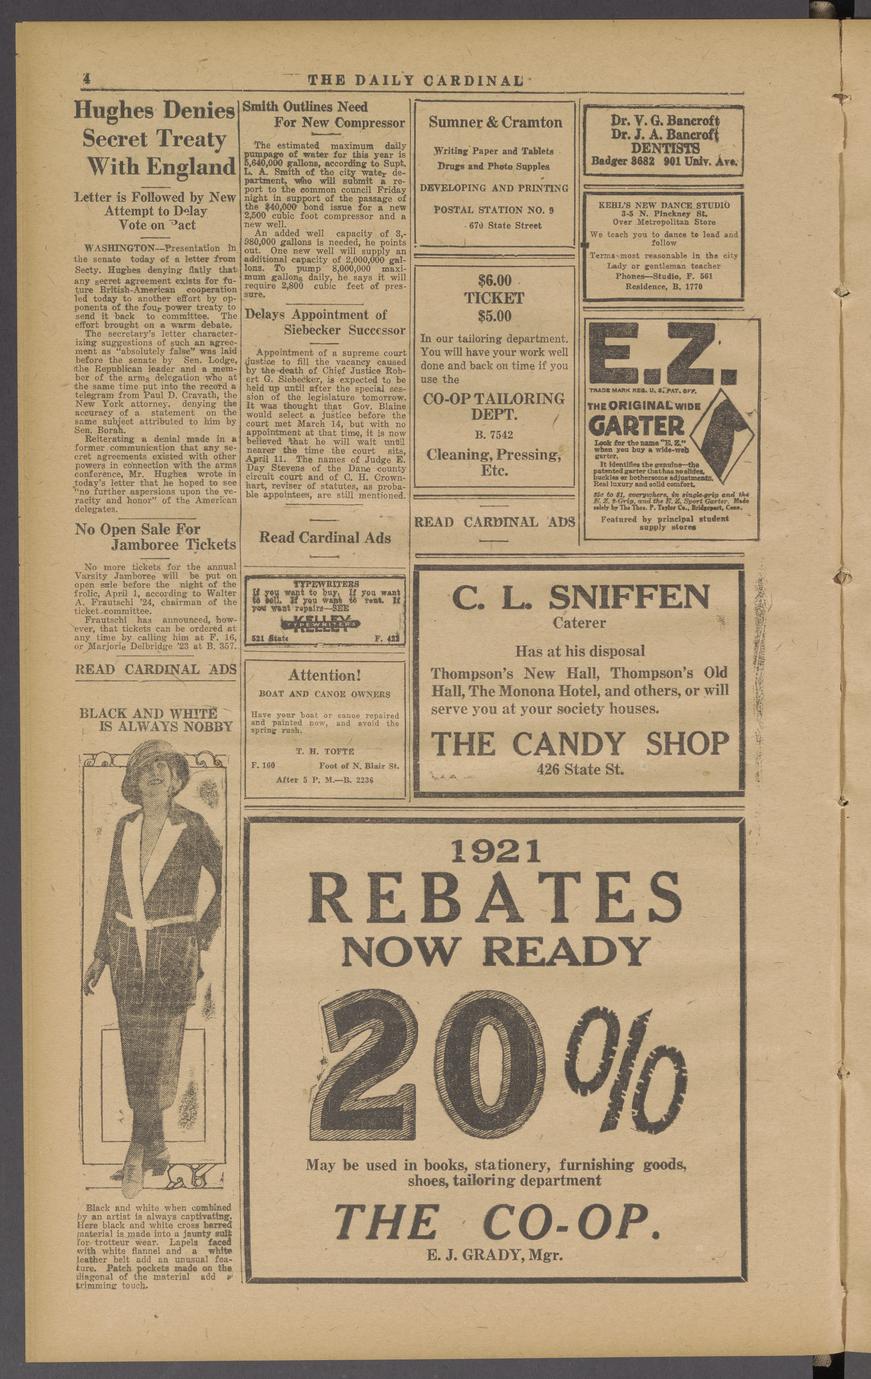 4
THE DAILY CARDINAL
Hughes Denies
Secret Treaty
With England
Letter is Followed by New
Attempt to Delay
Vote on Pact
WASHINGTON—Presentation in
the senate today of a letter from
Secty. Hughes denying flatly that
any secret agreement exists for fu-
ture British-American cooperation
led today to another effort by op-
ponents of the four power treaty to
send it back to committee. The
effort brought on a warm debate.
The secretary's letter character-
izing suggestions of such an agree-
ment as "absolutely false" was laid
before the senate by Sen. Lodge,
the Republican leader and a mem-
ber of the arms delegation who at
the same time put into the record a
telegram from Paul D. Cravath, the
New York attorney, denying the
accuracy of a statement on the
same subject attributed to him by
Sen. Borah.
Reiterating a denial made in a
former communication that any se-
cret agreements existed with other
powers in connection with the arms
conference, Mr. Hughes wrote in
today's letter that he hoped to see
"no further aspersions upon the ve-
racity and honor" of the American
delegates.
No Open Sale For
Jamboree Tickets
No more tickets for the annual
Varsity Jamboree will be put on
open sale before the night of the
frolic, April 1, according to Walter
A. Frautschi '24, chairman of the
ticket committee.
Frautschi has announced, how-
ever, that tickets can be ordered at
any time by calling him at F. 16,
or Marjorie Delbridge '23 at B. 357.
READ CARDINAL ADS
BLACK AND WHITE
IS ALWAYS NOBBY
Black and white when combined
by an artist is always captivating.
Here black and white cross barred
material is made into a jaunty suit
for trotteur wear. Lapels faced
with white flannel and a white
leather belt add an unusual fea-
ture. Patch pockets made on the
diagonal of the material add a
trimming touch.
Smith Outlines Need
For New Compressor
The estimated maximum daily
pumpage of water for this year is
5,640,000 gallons, according to Supt.
L. A. Smith of the city water de-
partment, who will submit a re-
port to the common council Friday
night in support of the passage of
the $40,000 bond issue for a new
2,500 cubic foot compressor and a
new well.
An added well capacity of 3,-
980,000 gallons is needed, he points
out. One new well will supply an
additional capacity of 2,000,000 gal-
lons. To pump 8,000,000 maxi-
mum gallons daily, he says it will
require 2,800 cubic feet of pres-
sure.
Delays Appointment of
Siebecker Successor
Appointment of a supreme court
justice to fill the vacancy caused
by the death of Chief Justice Rob-
ert G. Siebecker, is expected to be
held up until after the special ses-
sion of the legislature tomorrow.
It was thought that Gov. Blaine
would select a justice before the
court met March 14, but with no
appointment at that time, it is now
believed that he will wait until
nearer the time the court sits,
April 11. The names of Judge E.
Day Stevens of the Dane county
circuit court and of C. H. Crown-
hart, reviser of statutes, as proba-
ble appointees, are still mentioned.
Read Cardinal Ads
TYPEWRITERS
If you want to buy. If you want
to sell. If you want to rent. If
you want repairs—SEE
KELLEY
TYPEWRITERS
521 State F. 423
Attention!
BOAT AND CANOE OWNERS
Have your boat or canoe repaired
and painted now, and avoid the
spring rush.
T. H. TOFTE
F. 160 Foot of N. Blair St.
After 5 P. M.—B. 2236
Sumner & Cramton
Writing Paper and Tablets
Drugs and Photo Supplies
DEVELOPING AND PRINTING
POSTAL STATION NO. 9
670 State Street
$6.00
TICKET
$5.00
In our tailoring department.
You will have your work well
done and back on time if you
use the
CO-OP TAILORING
DEPT.
B. 7542
Cleaning, Pressing,
Etc.
READ CARDINAL ADS
Dr. V. G. Bancroft
Dr. J. A. Bancroft
DENTISTS
Badger 3682 901 Univ. Ave.
KEHL'S NEW DANCE STUDIO
3-5 N. Pinckney St.
Over Metropolitan Store
We teach you to dance to lead and
follow
Terms most reasonable in the city
Lady or gentleman teacher
Phones—Studio, F. 561
Residence, B. 1770
E.Z.
TRADE MARK REG. U. S. PAT. OFF.
THE ORIGINAL WIDE
GARTER
Look for the name "E. Z."
when you buy a wide-web
garter.
It identifies the genuine—the
patented garter that has no slides,
buckles or bothersome adjustments.
Real luxury and solid comfort.
35c to $1, everywhere, in single-grip and the
E. Z. 2-Grip, and the E. Z. Sport Garter. Made
solely by The Thos. P. Taylor Co., Bridgeport, Conn.
Featured by principal student
supply stores
C. L. SNIFFEN
Caterer
Has at his disposal
Thompson's New Hall, Thompson's Old
Hall, The Monona Hotel, and others, or will
serve you at your society houses.
THE CANDY SHOP
426 State St.
1921
REBATES
NOW READY
20%
May be used in books, stationery, furnishing goods,
shoes, tailoring department
THE CO-OP.
E. J. GRADY, Mgr.